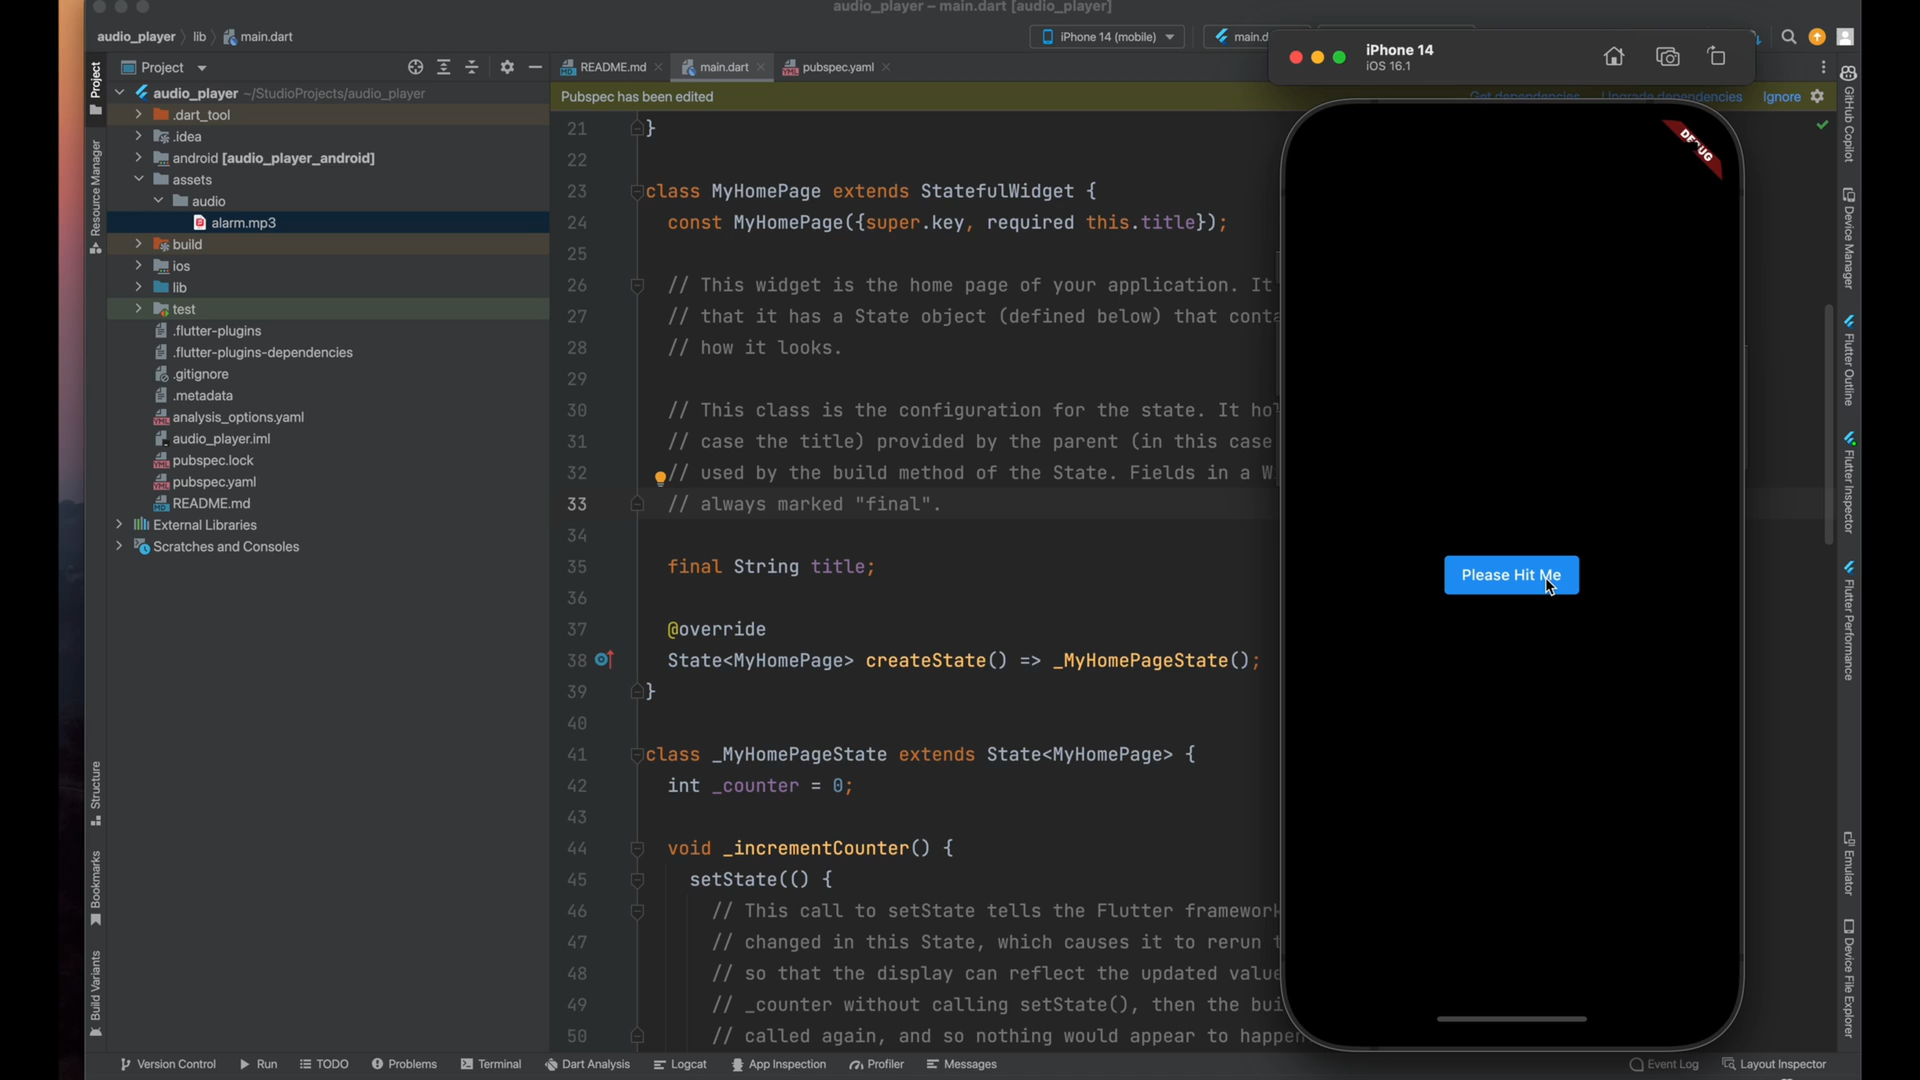 audio_player – main.dart [audio_player]
audio_player lib main.dart
iPhone 14 (mobile)
main.d
iPhone 14
iOS 16.1
Project
README.md
main.dart
pubspec.yaml
Pubspec has been edited
Get dependencies
Upgrade dependencies
Ignore
audio_player ~/StudioProjects/audio_player
.dart_tool
.idea
android [audio_player_android]
assets
audio
alarm.mp3
build
ios
lib
test
.flutter-plugins
.flutter-plugins-dependencies
.gitignore
.metadata
analysis_options.yaml
audio_player.iml
pubspec.lock
pubspec.yaml
README.md
External Libraries
Scratches and Consoles
Project
Resource Manager
Structure
Bookmarks
Build Variants
21 }
22
23 class MyHomePage extends StatefulWidget {
24 const MyHomePage({super.key, required this.title});
25
26 // This widget is the home page of your application. It
27 // that it has a State object (defined below) that conta
28 // how it looks.
29
30 // This class is the configuration for the state. It ho
31 // case the title) provided by the parent (in this case
32 // used by the build method of the State. Fields in a W
33 // always marked "final".
34
35 final String title;
36
37 @override
38 State<MyHomePage> createState() => _MyHomePageState();
39 }
40
41 class _MyHomePageState extends State<MyHomePage> {
42 int _counter = 0;
43
44 void _incrementCounter() {
45 setState(() {
46 // This call to setState tells the Flutter framework
47 // changed in this State, which causes it to rerun t
48 // so that the display can reflect the updated value
49 // _counter without calling setState(), then the bui
50 // called again, and so nothing would appear to happen
DEBUG
Please Hit Me
GitHub Copilot
Device Manager
Flutter Outline
Flutter Inspector
Flutter Performance
Emulator
Device File Explorer
Version Control
Run
TODO
Problems
Terminal
Dart Analysis
Logcat
App Inspection
Profiler
Messages
Event Log
Layout Inspector